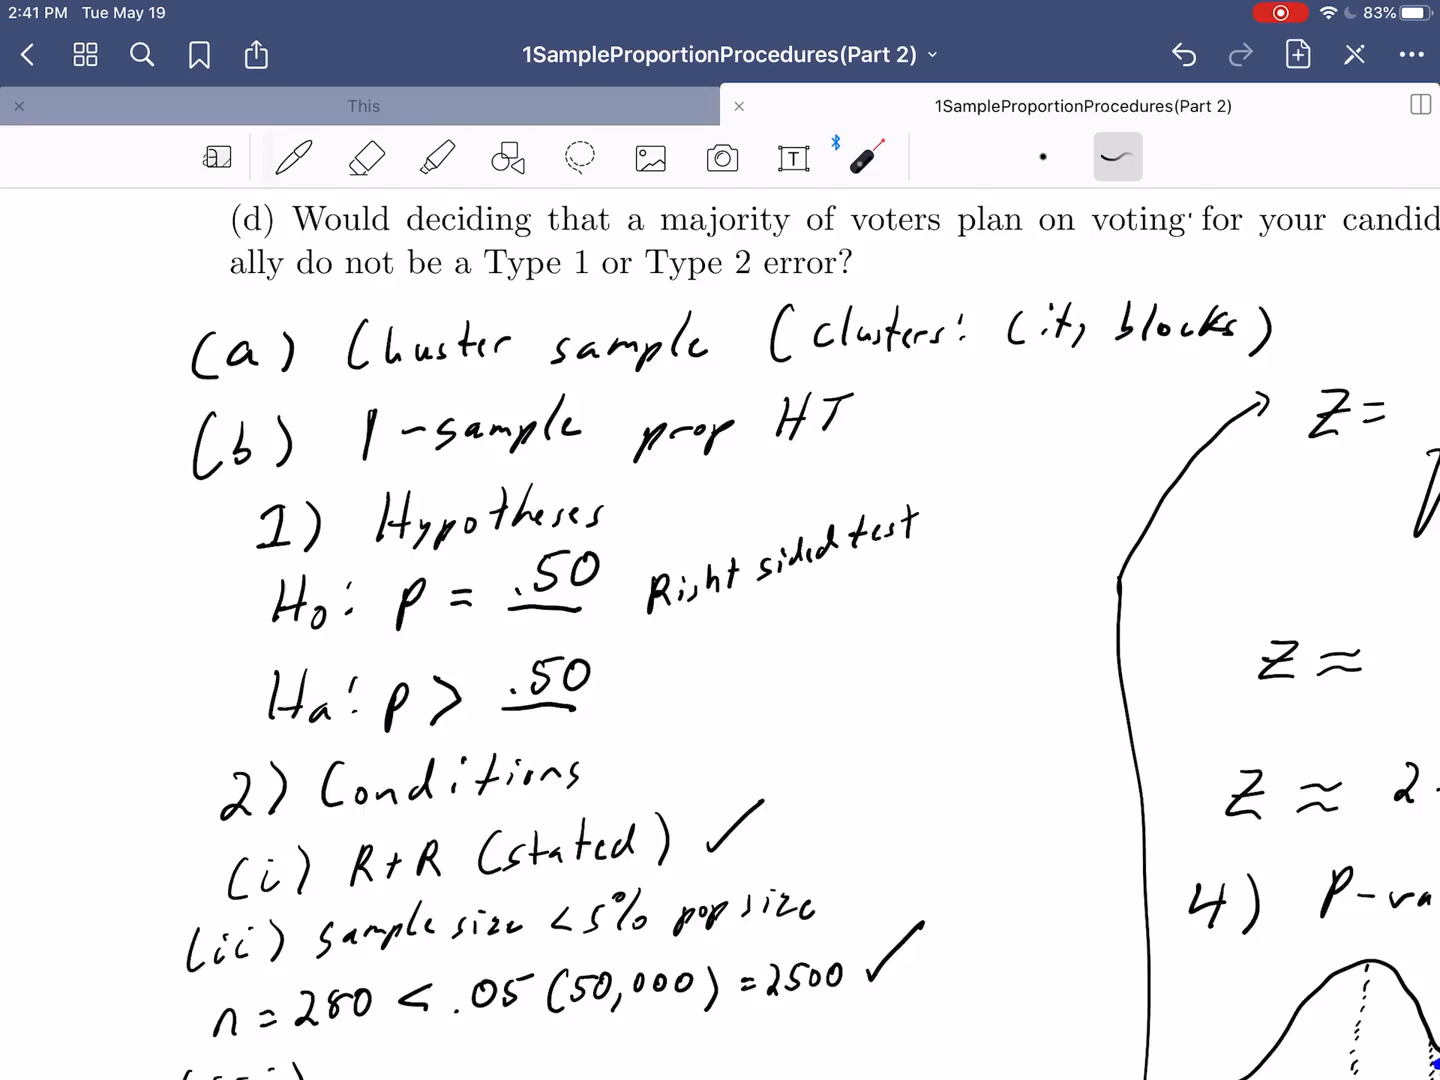 2:41 PM Tue May 19
83%
1SampleProportionProcedures(Part 2)
This
1SampleProportionProcedures(Part 2)
T
(d) Would deciding that a majority of voters plan on voting for your candid
ally do not be a Type 1 or Type 2 error?
(a) Cluster sample (clusters: City blocks)
(b) 1-sample prop HT
1) Hypotheses
H₀: p = .50 Right sided test
Hₐ: p > .50
2) Conditions
(i) R+R (stated) ✓
(ii) Sample size < 5% pop size
n = 280 < .05 (50,000) = 2500 ✓
Z =
Z ≈
Z ≈ 2.
4) P-va